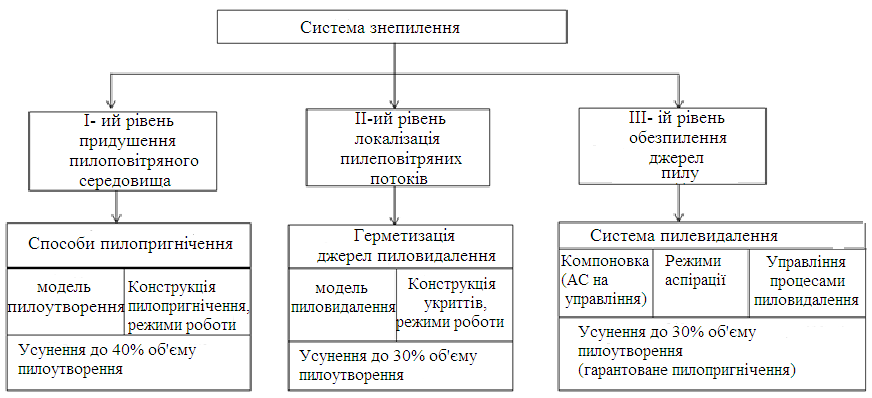 Система знепилення
І- ий рівень
придушення
пилоповітряного
середовища
ІІ-ий рівень
локалізація
пилеповітряних
потоків
ІІІ- ій рівень
обезпилення
джерел
пилу
Способи пилопригнічення
модель
пилоутворення
Конструкція
пилопригнічення,
режими роботи
Усунення до 40% об'єму
пилоутворення
Герметизація
джерел пиловидалення
модель
пиловидалення
Конструкція
укриттів,
режими роботи
Усунення до 30% об'єму
пилоутворення
Система пилевидалення
Компоновка
(АС на
управління)
Режими
аспірації
Управління
процесами
пиловидалення
Усунення до 30% об'єму
пилоутворення
(гарантоване пилопригнічення)